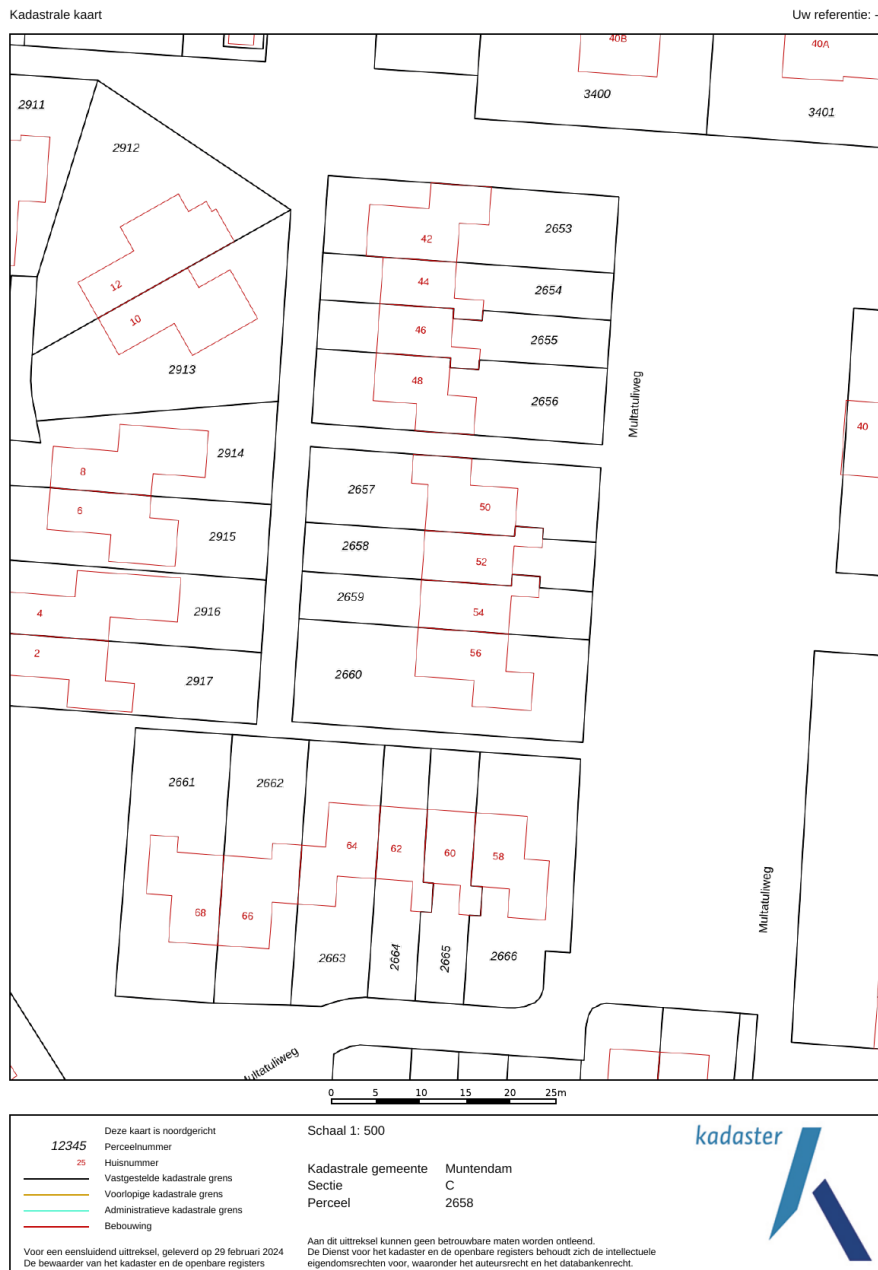 Kadastrale kaart
Uw referentie: -
40B
40A
3400
3401
2911
2912
12
10
2913
42
2653
44
2654
46
2655
48
2656
Multatuliweg
40
8
2914
6
2915
4
2916
2
2917
2657
50
2658
52
2659
54
2660
56
2661
2662
64
62
60
58
68
66
2663
2664
2665
2666
Multatuliweg
Multatuliweg
0 5 10 15 20 25m
Deze kaart is noordgericht
12345 Perceelnummer
25 Huisnummer
Vastgestelde kadastrale grens
Voorlopige kadastrale grens
Administratieve kadastrale grens
Bebouwing
Voor een eensluidend uittreksel, geleverd op 29 februari 2024
De bewaarder van het kadaster en de openbare registers
Schaal 1: 500
Kadastrale gemeente Muntendam
Sectie C
Perceel 2658
Aan dit uittreksel kunnen geen betrouwbare maten worden ontleend.
De Dienst voor het kadaster en de openbare registers behoudt zich de intellectuele
eigendomsrechten voor, waaronder het auteursrecht en het databankenrecht.
kadaster